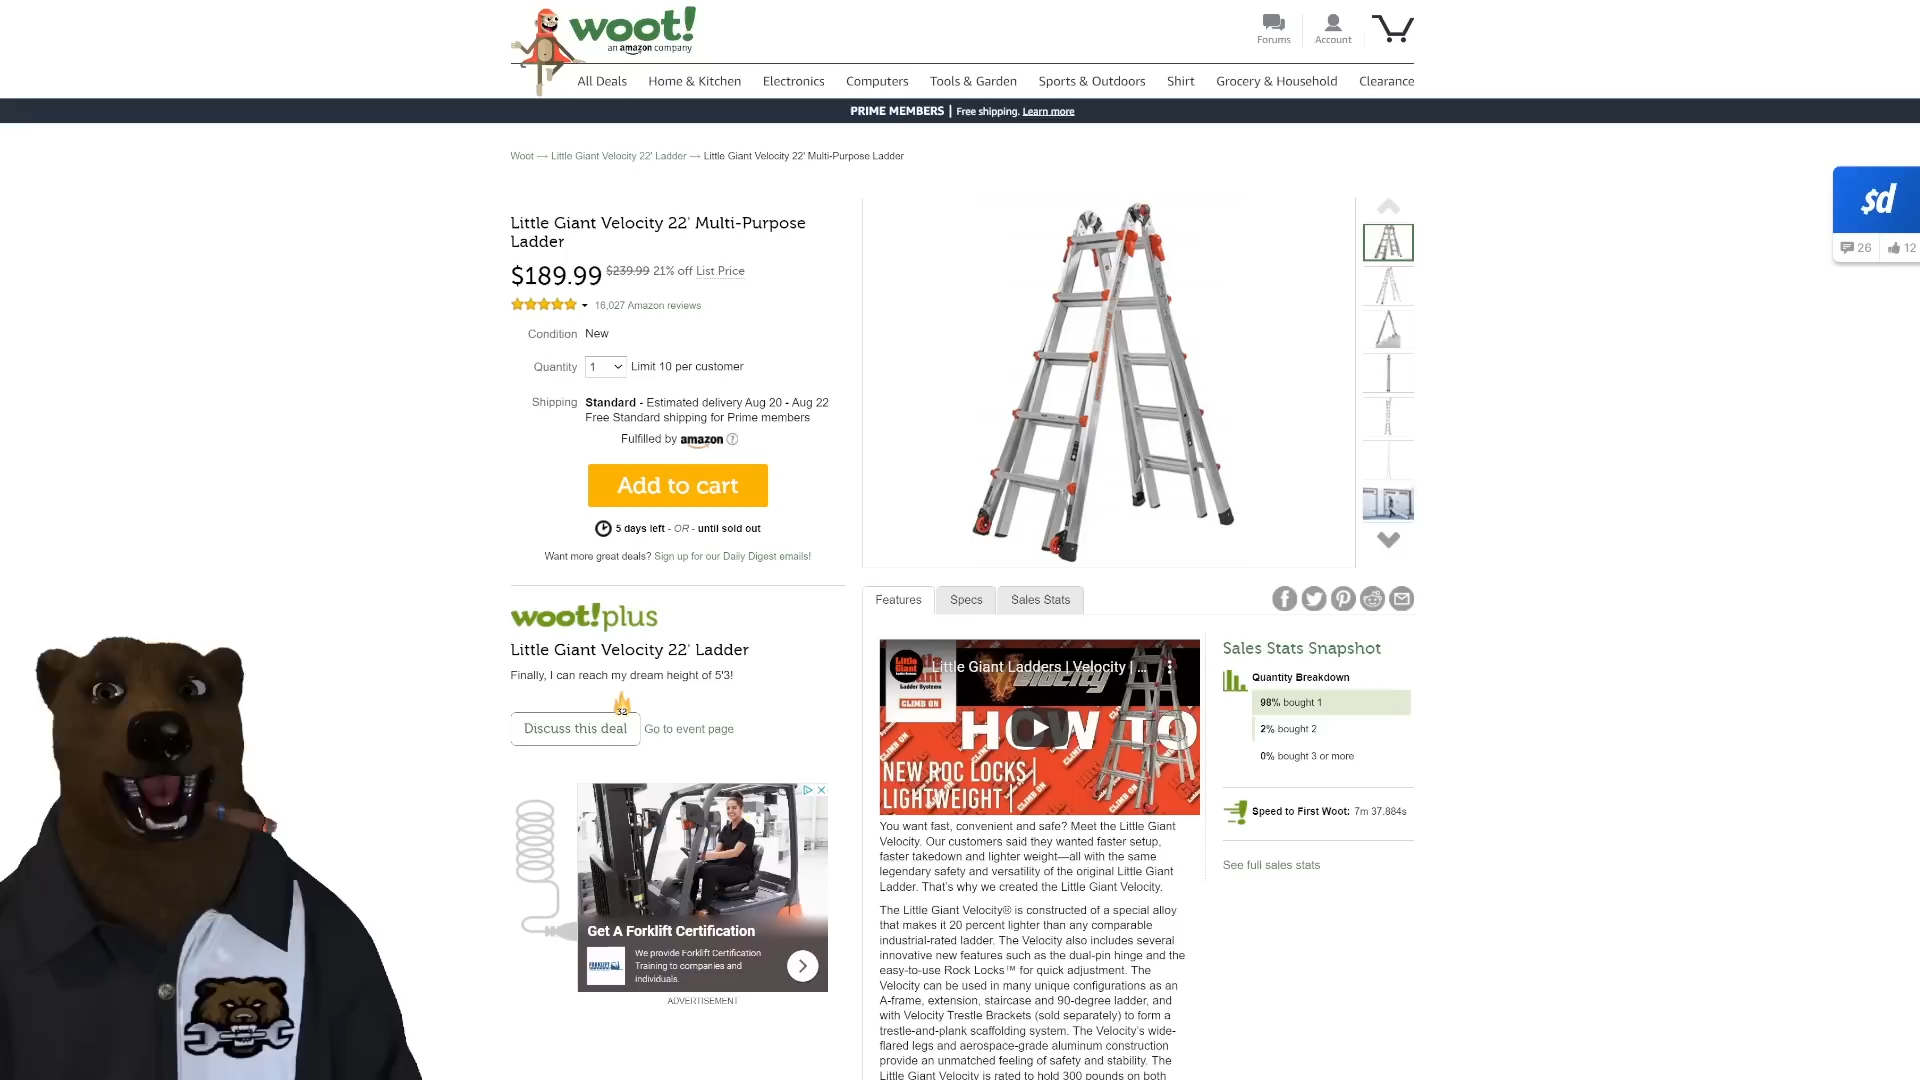 woot!
an amazon company
Forums
Account
All Deals
Home & Kitchen
Electronics
Computers
Tools & Garden
Sports & Outdoors
Shirt
Grocery & Household
Clearance
PRIME MEMBERS | Free shipping. Learn more
Woot → Little Giant Velocity 22' Ladder → Little Giant Velocity 22' Multi-Purpose Ladder
$d
26
12
Little Giant Velocity 22' Multi-Purpose
Ladder
$189.99 $239.99 21% off List Price
16,027 Amazon reviews
Condition New
Quantity 1 Limit 10 per customer
Shipping Standard - Estimated delivery Aug 20 - Aug 22
Free Standard shipping for Prime members
Fulfilled by amazon ?
Add to cart
5 days left - OR - until sold out
Want more great deals? Sign up for our Daily Digest emails!
woot!plus
Little Giant Velocity 22' Ladder
Finally, I can reach my dream height of 5'3!
32
Discuss this deal
Go to event page
Get A Forklift Certification
We provide Forklift Certification
Training to companies and
individuals.
ADVERTISEMENT
Features
Specs
Sales Stats
Little Giant Ladders | Velocity | ...
Little
Giant
Ladder Systems
CLIMB ON
Velocity
HOW TO
NEW ROC LOCKS |
LIGHTWEIGHT |
You want fast, convenient and safe? Meet the Little Giant
Velocity. Our customers said they wanted faster setup,
faster takedown and lighter weight—all with the same
legendary safety and versatility of the original Little Giant
Ladder. That's why we created the Little Giant Velocity.
The Little Giant Velocity® is constructed of a special alloy
that makes it 20 percent lighter than any comparable
industrial-rated ladder. The Velocity also includes several
innovative new features such as the dual-pin hinge and the
easy-to-use Rock Locks™ for quick adjustment. The
Velocity can be used in many unique configurations as an
A-frame, extension, staircase and 90-degree ladder, and
with Velocity Trestle Brackets (sold separately) to form a
trestle-and-plank scaffolding system. The Velocity's wide-
flared legs and aerospace-grade aluminum construction
provide an unmatched feeling of safety and stability. The
Little Giant Velocity is rated to hold 300 pounds on both
Sales Stats Snapshot
Quantity Breakdown
98% bought 1
2% bought 2
0% bought 3 or more
Speed to First Woot: 7m 37.884s
See full sales stats